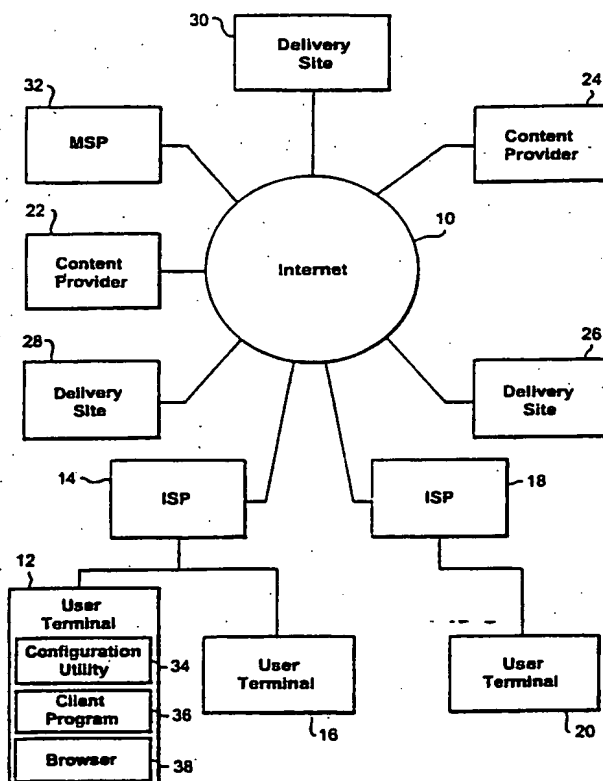 30
Delivery
Site
32
MSP
24
Content
Provider
22
Content
Provider
10
Internet
28
Delivery
Site
26
Delivery
Site
14
ISP
ISP
18
12
User
Terminal
Configuration
Utility
34
Client
Program
36
Browser
38
User
Terminal
16
User
Terminal
20